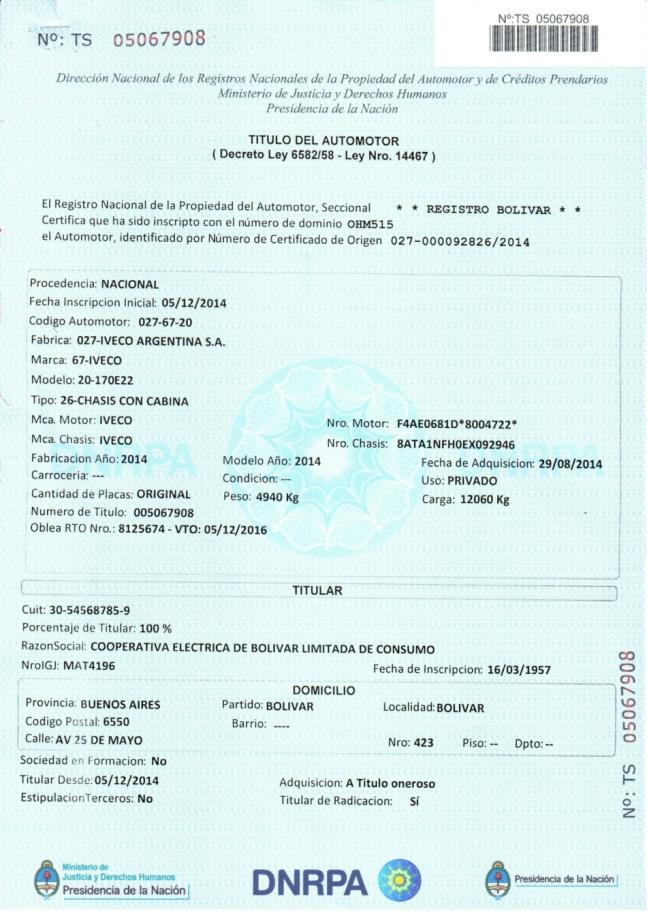 Nº: TS 05067908
Nº:TS 05067908
Dirección Nacional de los Registros Nacionales de la Propiedad del Automotor y de Créditos Prendarios
Ministerio de Justicia y Derechos Humanos
Presidencia de la Nación
TITULO DEL AUTOMOTOR
( Decreto Ley 6582/58 - Ley Nro. 14467 )
El Registro Nacional de la Propiedad del Automotor, Seccional * * REGISTRO BOLIVAR * *
Certifica que ha sido inscripto con el número de dominio OHM515
el Automotor, identificado por Número de Certificado de Origen 027-000092826/2014
Procedencia: NACIONAL
Fecha Inscripcion Inicial: 05/12/2014
Codigo Automotor: 027-67-20
Fabrica: 027-IVECO ARGENTINA S.A.
Marca: 67-IVECO
Modelo: 20-170E22
Tipo: 26-CHASIS CON CABINA
Mca. Motor: IVECO Nro. Motor: F4AE0681D*8004722*
Mca. Chasis: IVECO Nro. Chasis: 8ATA1NFH0EX092946
Fabricacion Año: 2014 Modelo Año: 2014 Fecha de Adquisicion: 29/08/2014
Carroceria: --- Condicion: --- Uso: PRIVADO
Cantidad de Placas: ORIGINAL Peso: 4940 Kg Carga: 12060 Kg
Numero de Titulo: 005067908
Oblea RTO Nro.: 8125674 - VTO: 05/12/2016
DNRPA DNRPA
TITULAR
Cuit: 30-54568785-9
Porcentaje de Titular: 100 %
RazonSocial: COOPERATIVA ELECTRICA DE BOLIVAR LIMITADA DE CONSUMO
NroIGJ: MAT4196 Fecha de Inscripcion: 16/03/1957
DOMICILIO
Provincia: BUENOS AIRES Partido: BOLIVAR Localidad: BOLIVAR
Codigo Postal: 6550 Barrio: ----
Calle: AV 25 DE MAYO Nro: 423 Piso: -- Dpto: --
Sociedad en Formacion: No
Titular Desde: 05/12/2014 Adquisicion: A Titulo oneroso
EstipulacionTerceros: No Titular de Radicacion: Sí
Nº: TS 05067908
Ministerio de
Justicia y Derechos Humanos
Presidencia de la Nación
DNRPA
Presidencia de la Nación